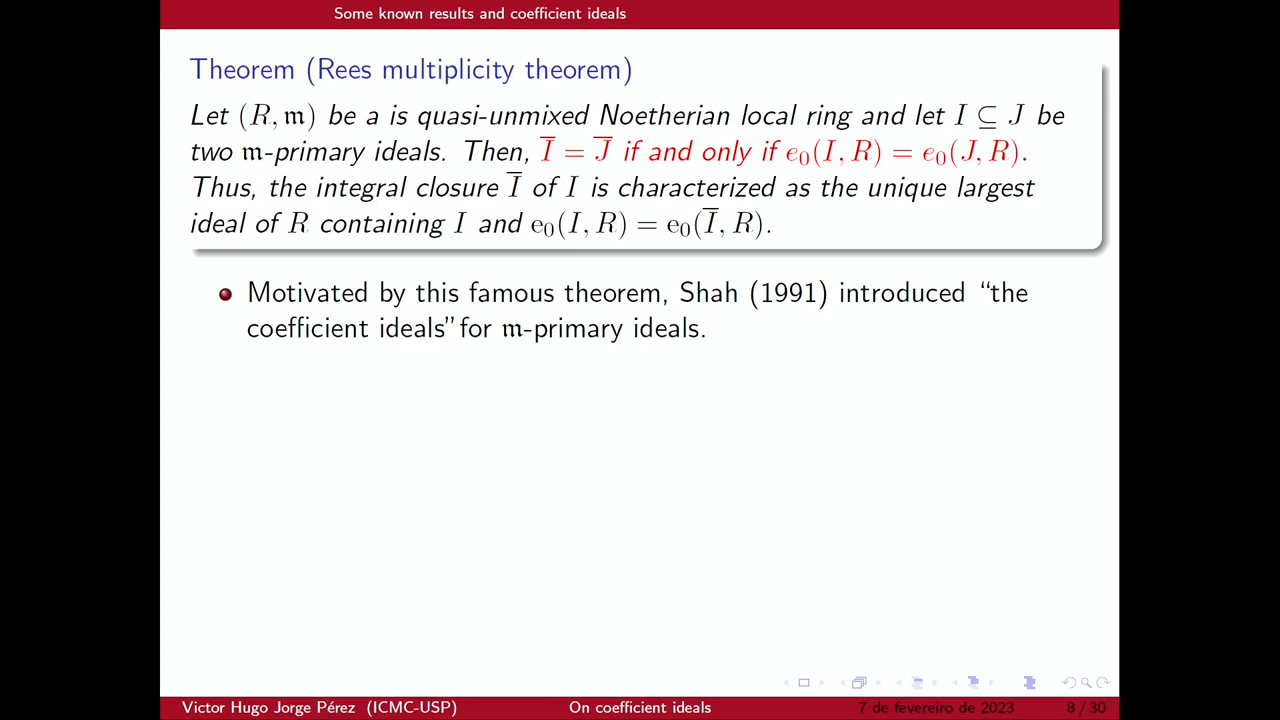 Some known results and coefficient ideals
Theorem (Rees multiplicity theorem)
Let (R, 𝔪) be a is quasi-unmixed Noetherian local ring and let I ⊆ J be
two 𝔪-primary ideals. Then, I̅ = J̅ if and only if e₀(I, R) = e₀(J, R).
Thus, the integral closure I̅ of I is characterized as the unique largest
ideal of R containing I and e₀(I, R) = e₀(I̅, R).
Motivated by this famous theorem, Shah (1991) introduced “the
coefficient ideals” for 𝔪-primary ideals.
Victor Hugo Jorge Pérez (ICMC-USP) On coefficient ideals 7 de fevereiro de 2023 8 / 30